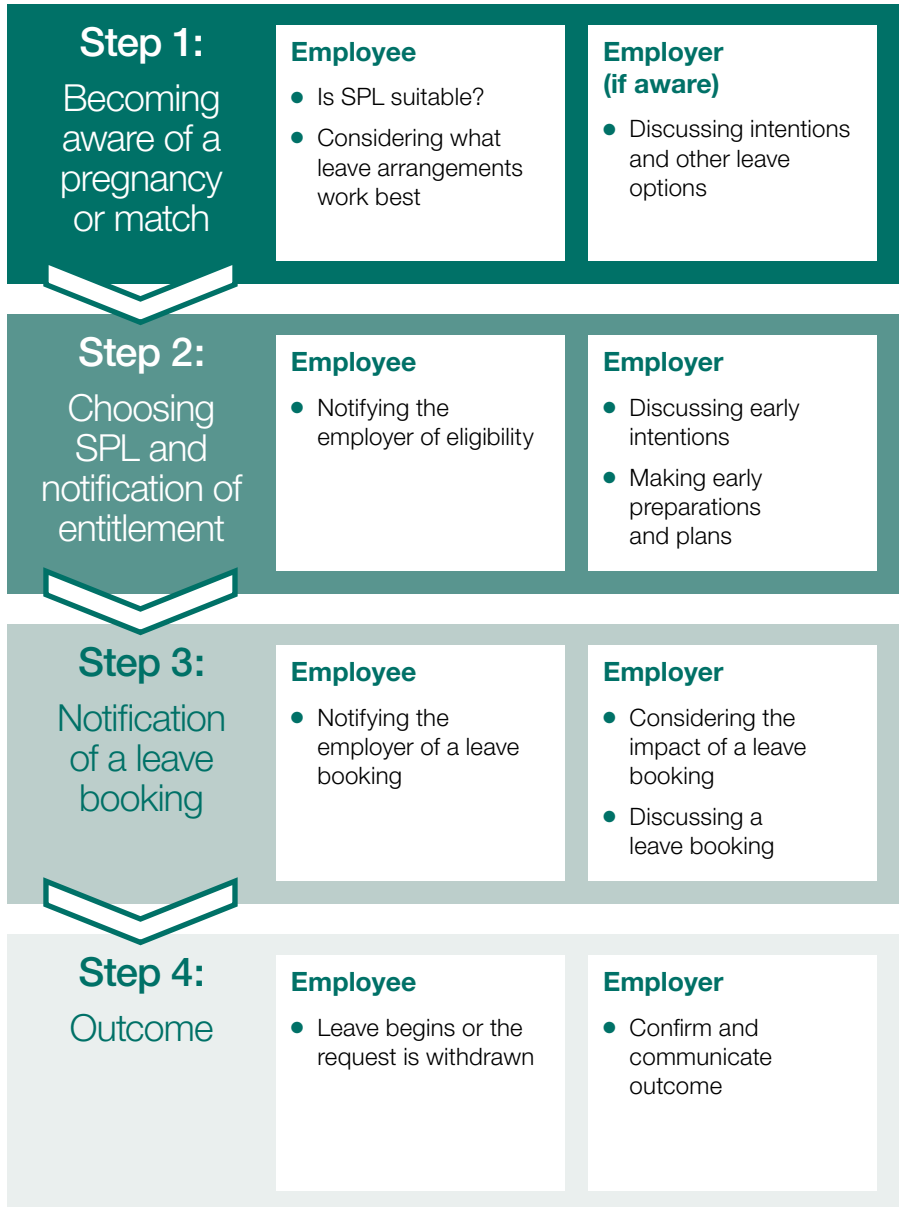 Step 1:
Becoming
aware of a
pregnancy
or match
Employee
● Is SPL suitable?
● Considering what
leave arrangements
work best
Employer
(if aware)
● Discussing intentions
and other leave
options
Step 2:
Choosing
SPL and
notification of
entitlement
Employee
● Notifying the
employer of eligibility
Employer
● Discussing early
intentions
● Making early
preparations
and plans
Step 3:
Notification
of a leave
booking
Employee
● Notifying the
employer of a leave
booking
Employer
● Considering the
impact of a leave
booking
● Discussing a
leave booking
Step 4:
Outcome
Employee
● Leave begins or the
request is withdrawn
Employer
● Confirm and
communicate
outcome